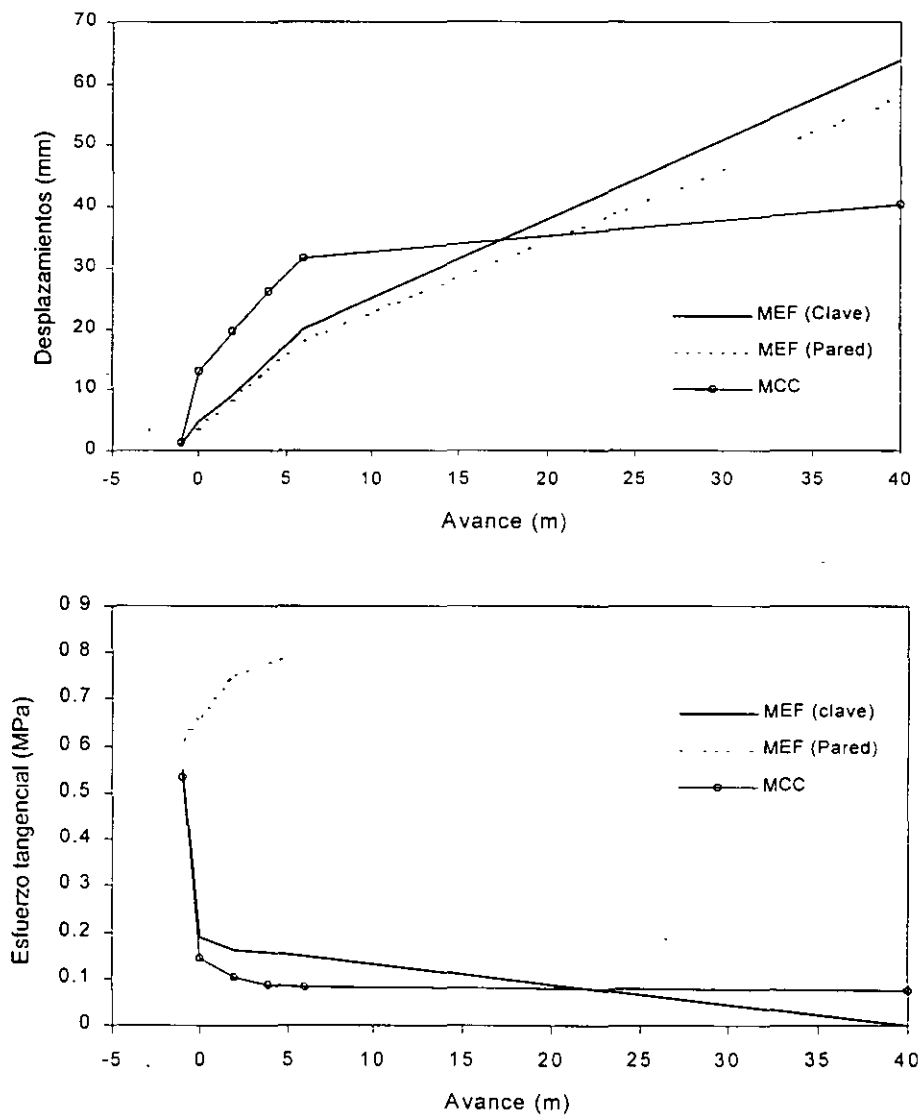 70
60
50
40
30
20
10
0
Desplazamientos (mm)
-5 0 5 10 15 20 25 30 35 40
Avance (m)
MEF (Clave)
MEF (Pared)
MCC
0 9
0 8
0.7
0 6
0.5
0 4
0 3
0.2
0.1
0
Esfuerzo tangencial (MPa)
-5 0 5 10 15 20 25 30 35 40
Avance (m)
MEF (clave)
MEF (Pared)
MCC